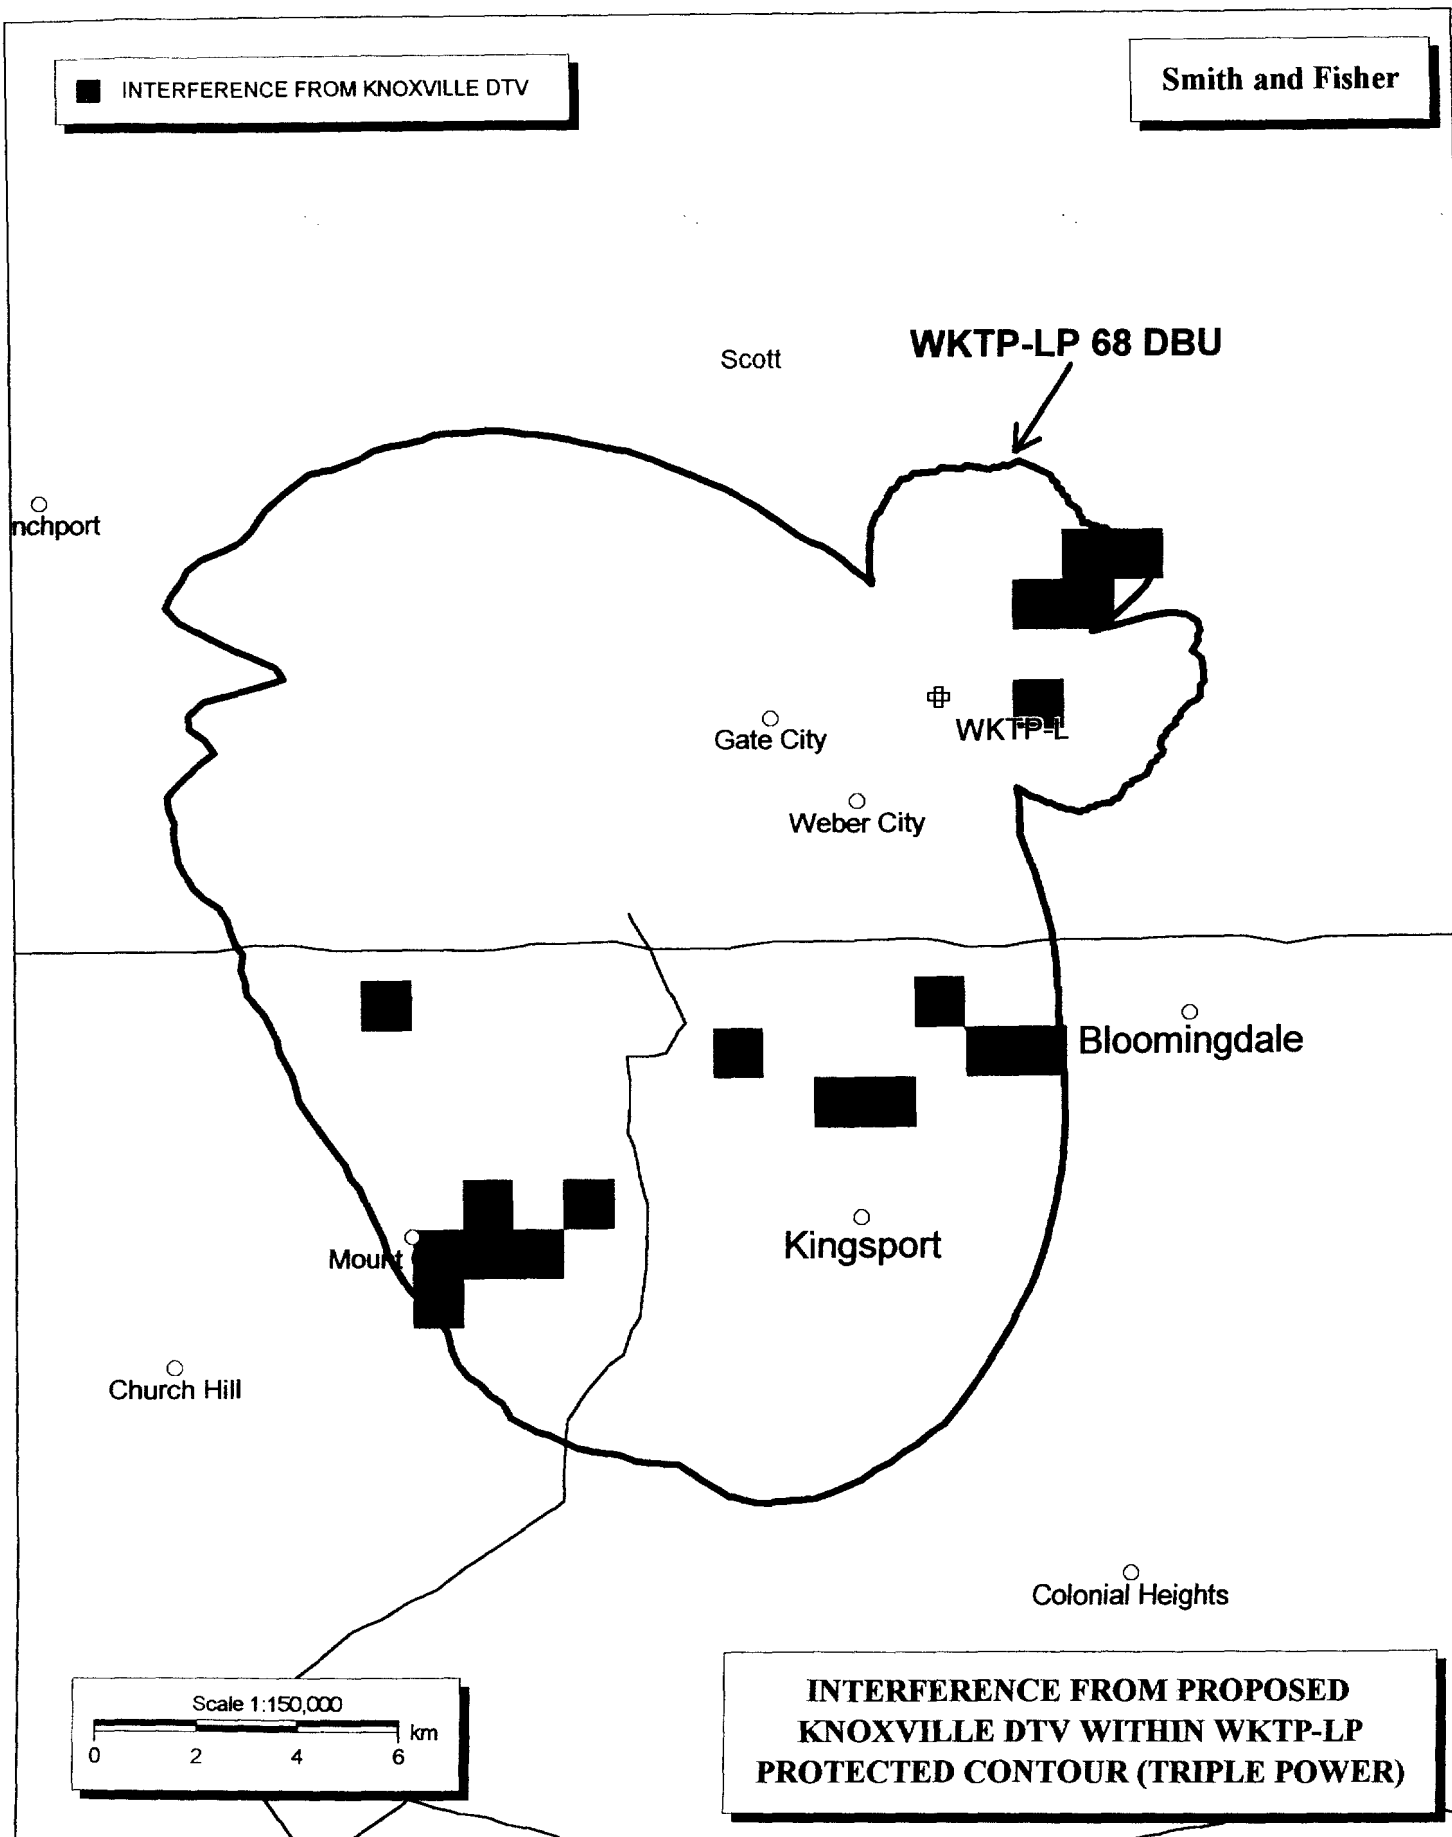 INTERFERENCE FROM KNOXVILLE DTV
Smith and Fisher
Scott
WKTP-LP 68 DBU
nchport
WKTP-L
Gate City
Weber City
Bloomingdale
Kingsport
Mount
Church Hill
Colonial Heights
Scale 1:150,000
km
0 2 4 6
INTERFERENCE FROM PROPOSED
KNOXVILLE DTV WITHIN WKTP-LP
PROTECTED CONTOUR (TRIPLE POWER)